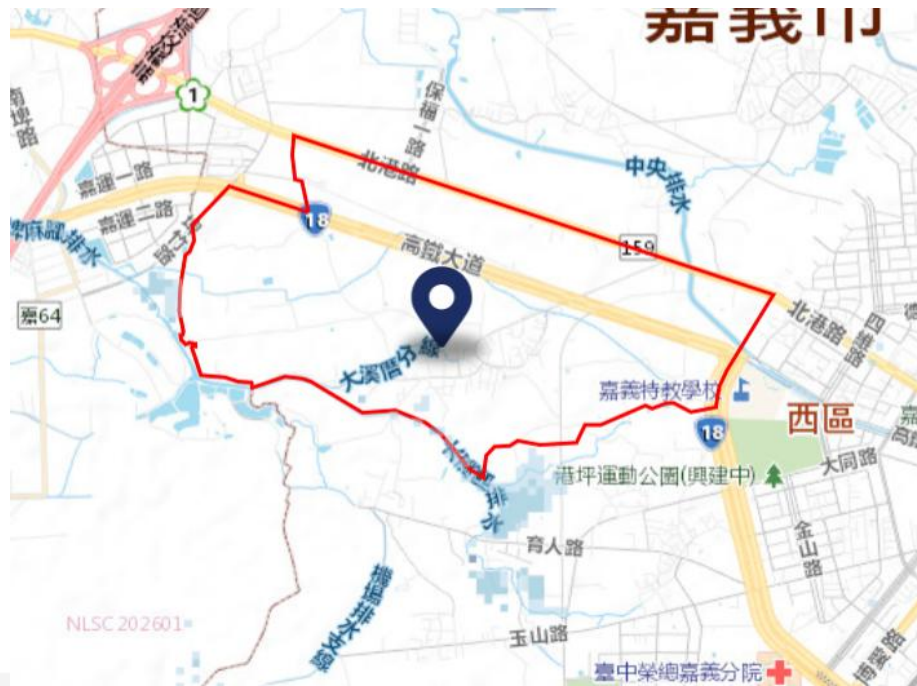 嘉義市
嘉義交流道
1
保福一路
北港路
中央排水
嘉運一路
嘉運二路
18
高鐵大道
159
嘉64
大溪厝分線
北港路
四維路
嘉義特教學校
西區
18
大同路
港坪運動公園(興建中)
育人路
金山路
機場排水支線
玉山路
NLSC 202601
臺中榮總嘉義分院